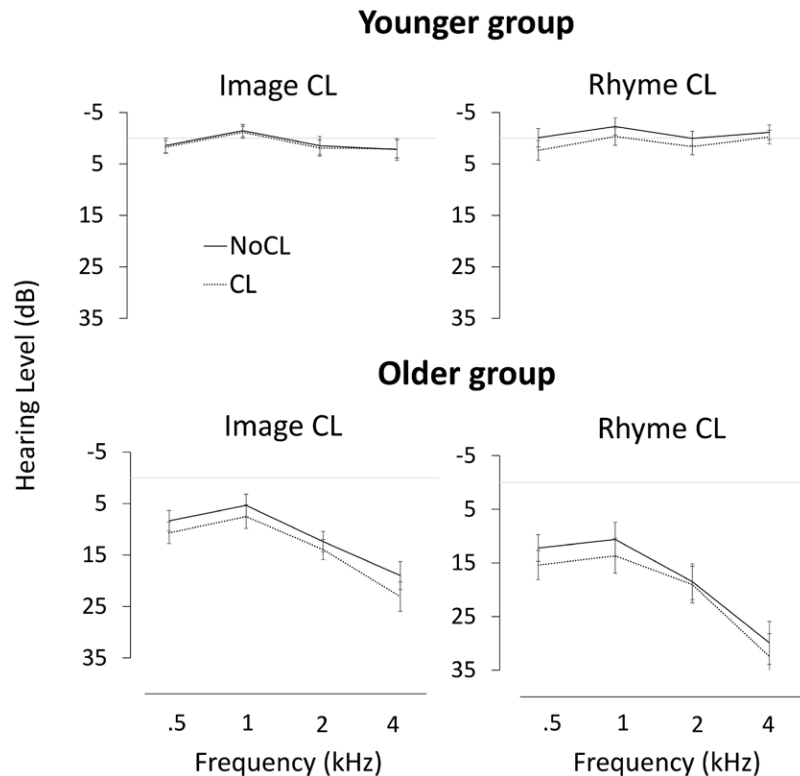 Younger group
Image CL
Rhyme CL
-5
5
15
25
35
NoCL
CL
-5
5
15
25
35
Hearing Level (dB)
Older group
Image CL
Rhyme CL
-5
5
15
25
35
-5
5
15
25
35
.5 1 2 4
Frequency (kHz)
.5 1 2 4
Frequency (kHz)